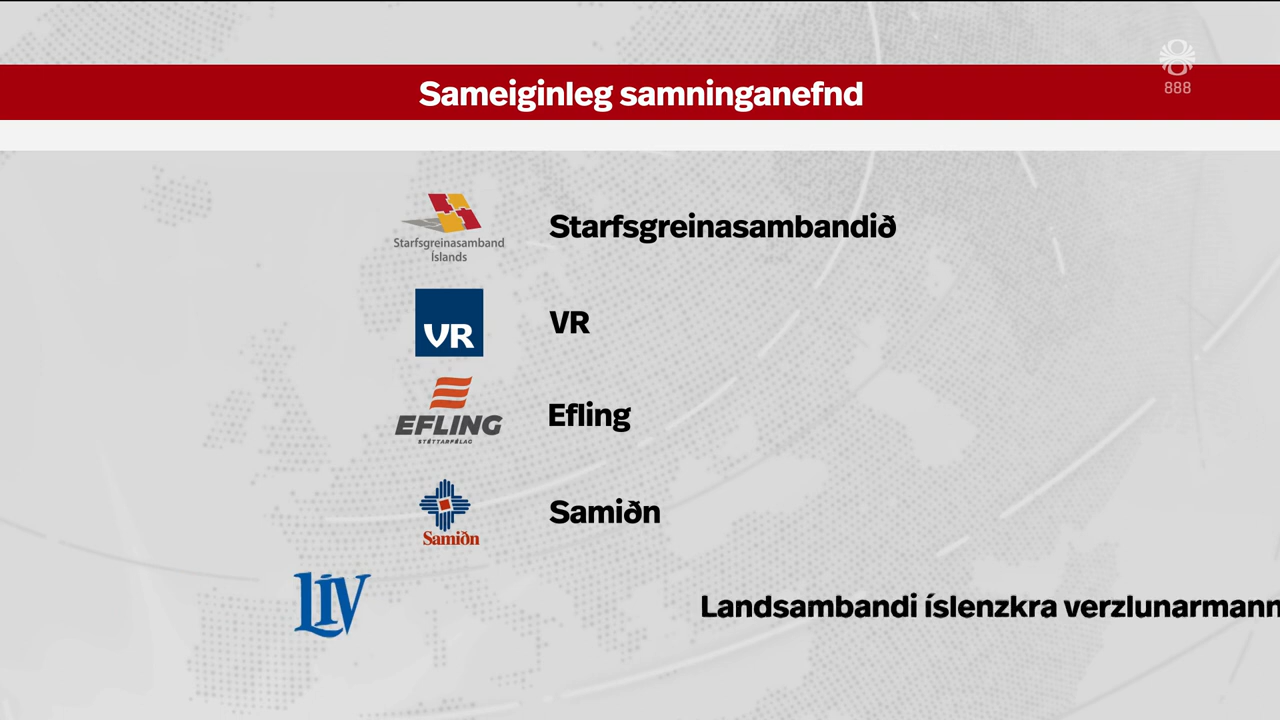 Sameiginleg samninganefnd
888
Starfsgreinasamband
Íslands
Starfsgreinasambandið
VR
VR
EFLING
STÉTTARFÉLAG
Efling
Samiðn
Samiðn
LÍV
Landsambandi íslenzkra verzlunarmann